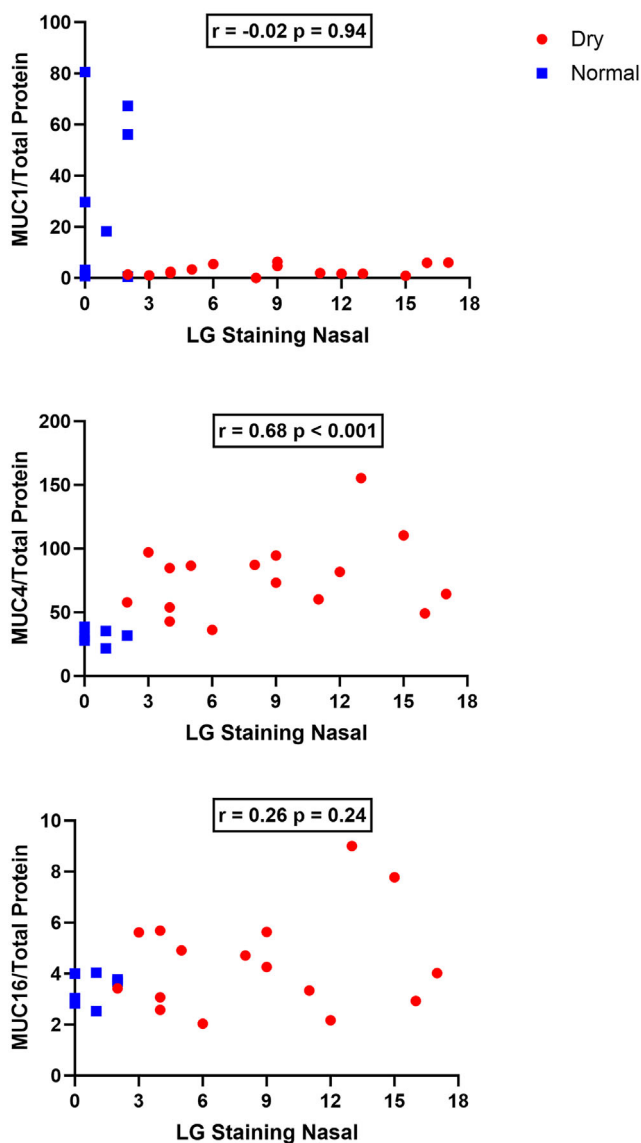 r = -0.02 p = 0.94
Dry
Normal
100
80
60
40
20
0
MUC1/Total Protein
0 3 6 9 12 15 18
LG Staining Nasal
r = 0.68 p < 0.001
200
150
100
50
0
MUC4/Total Protein
0 3 6 9 12 15 18
LG Staining Nasal
r = 0.26 p = 0.24
10
8
6
4
2
0
MUC16/Total Protein
0 3 6 9 12 15 18
LG Staining Nasal